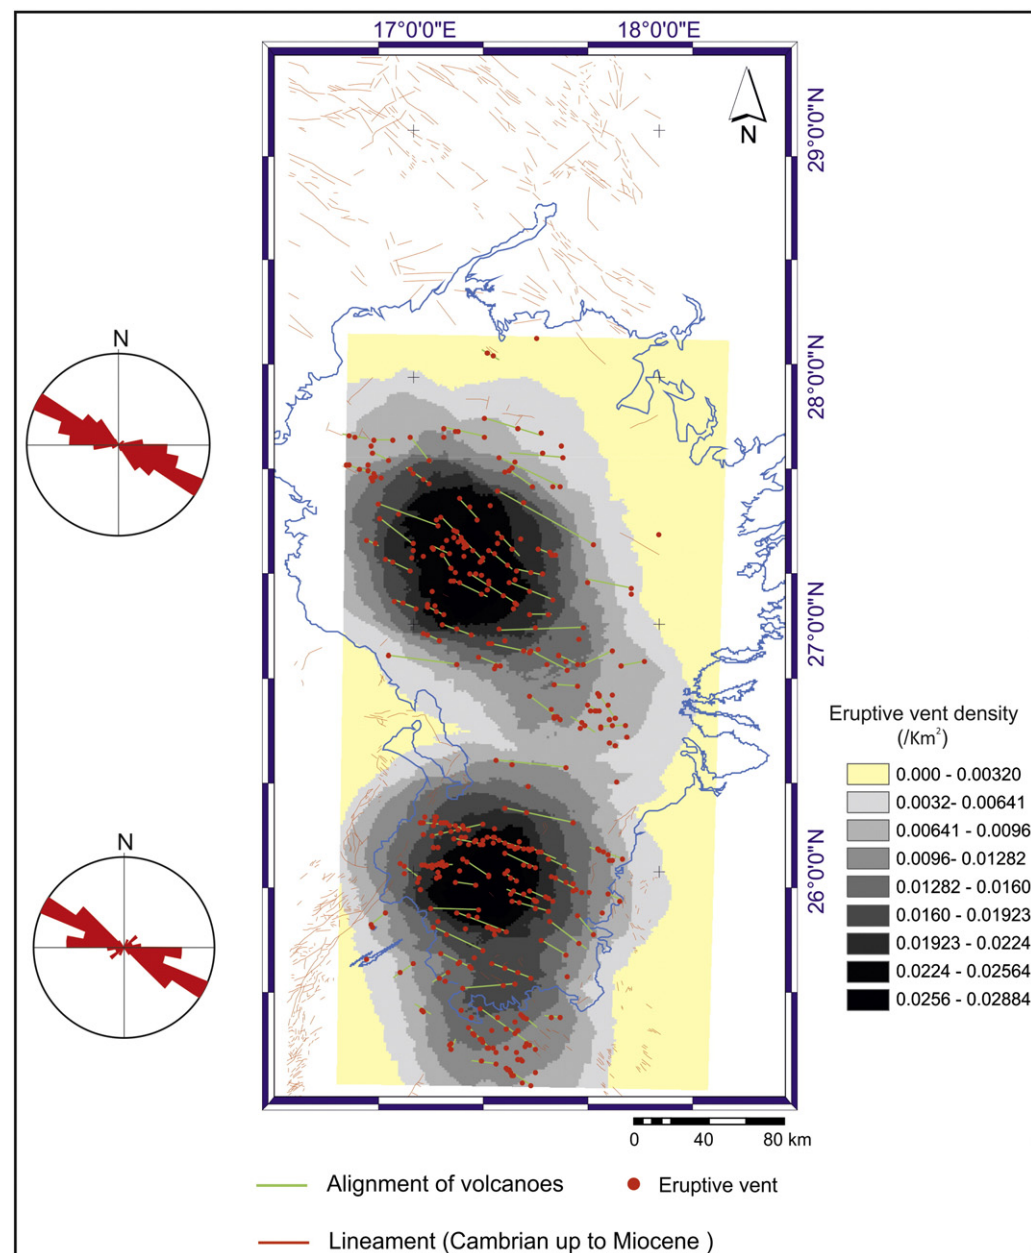 17°0'0"E
18°0'0"E
N
29°0'0"N
28°0'0"N
27°0'0"N
26°0'0"N
N
N
Eruptive vent density
(/Km²)
0.000 - 0.00320
0.0032- 0.00641
0.00641 - 0.0096
0.0096- 0.01282
0.01282 - 0.0160
0.0160 - 0.01923
0.01923 - 0.0224
0.0224 - 0.02564
0.0256 - 0.02884
0 40 80 km
Alignment of volcanoes
Eruptive vent
Lineament (Cambrian up to Miocene )